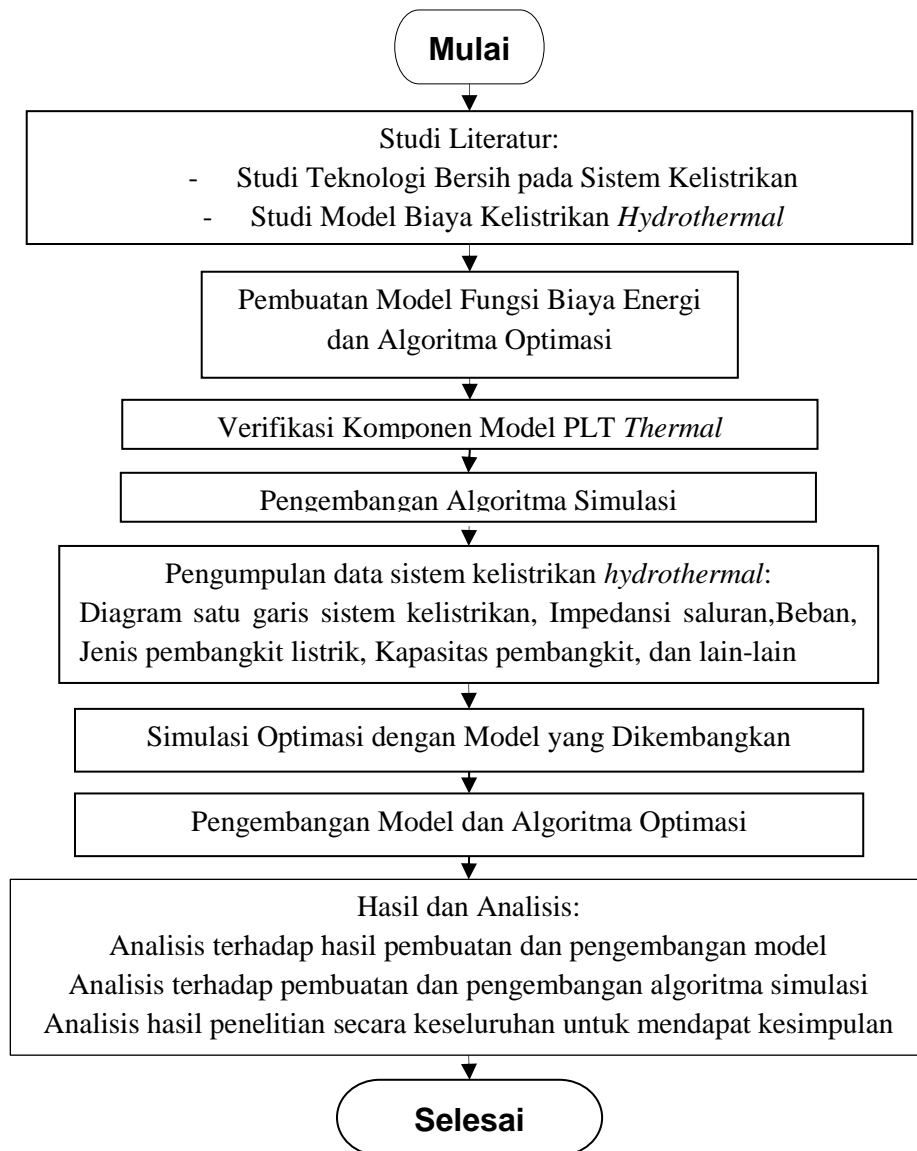 Mulai
Studi Literatur:
- Studi Teknologi Bersih pada Sistem Kelistrikan
- Studi Model Biaya Kelistrikan Hydrothermal
Pembuatan Model Fungsi Biaya Energi
dan Algoritma Optimasi
Verifikasi Komponen Model PLT Thermal
Pengembangan Algoritma Simulasi
Pengumpulan data sistem kelistrikan hydrothermal:
Diagram satu garis sistem kelistrikan, Impedansi saluran,Beban,
Jenis pembangkit listrik, Kapasitas pembangkit, dan lain-lain
Simulasi Optimasi dengan Model yang Dikembangkan
Pengembangan Model dan Algoritma Optimasi
Hasil dan Analisis:
Analisis terhadap hasil pembuatan dan pengembangan model
Analisis terhadap pembuatan dan pengembangan algoritma simulasi
Analisis hasil penelitian secara keseluruhan untuk mendapat kesimpulan
Selesai